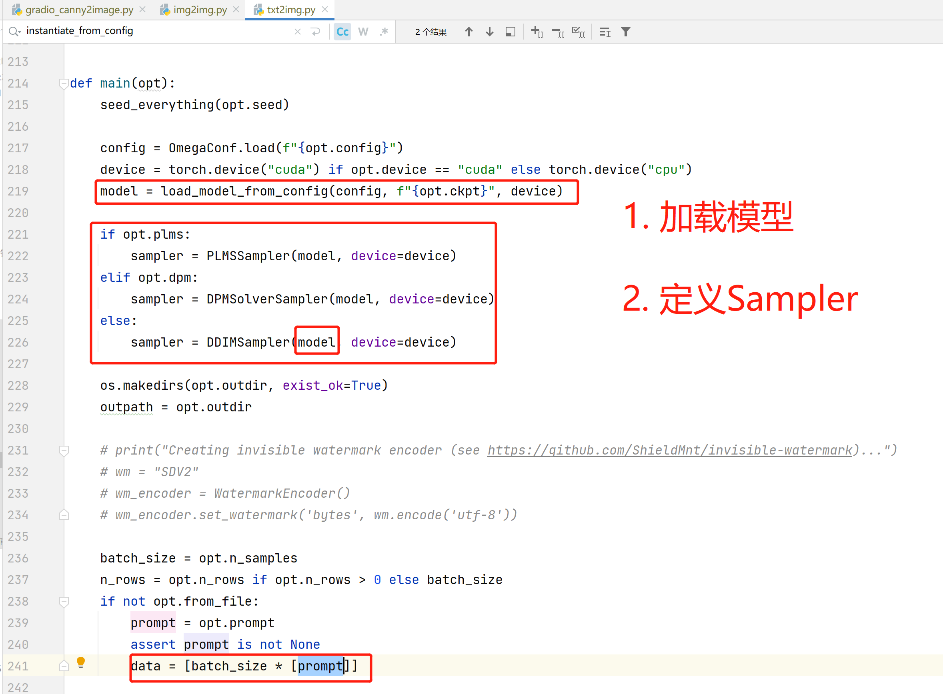 gradio_canny2image.py img2img.py txt2img.py
instantiate_from_config Cc W .* 2 个结果
213
214 def main(opt):
215 seed_everything(opt.seed)
216
217 config = OmegaConf.load(f"{opt.config}")
218 device = torch.device("cuda") if opt.device == "cuda" else torch.device("cpu")
219 model = load_model_from_config(config, f"{opt.ckpt}", device)
1. 加载模型
220
221 if opt.plms:
222 sampler = PLMSSampler(model, device=device)
223 elif opt.dpm:
2. 定义Sampler
224 sampler = DPMSolverSampler(model, device=device)
225 else:
226 sampler = DDIMSampler(model, device=device)
227
228 os.makedirs(opt.outdir, exist_ok=True)
229 outpath = opt.outdir
230
231 # print("Creating invisible watermark encoder (see https://github.com/ShieldMnt/invisible-watermark)...")
232 # wm = "SDV2"
233 # wm_encoder = WatermarkEncoder()
234 # wm_encoder.set_watermark('bytes', wm.encode('utf-8'))
235
236 batch_size = opt.n_samples
237 n_rows = opt.n_rows if opt.n_rows > 0 else batch_size
238 if not opt.from_file:
239 prompt = opt.prompt
240 assert prompt is not None
241 data = [batch_size * [prompt]]
242